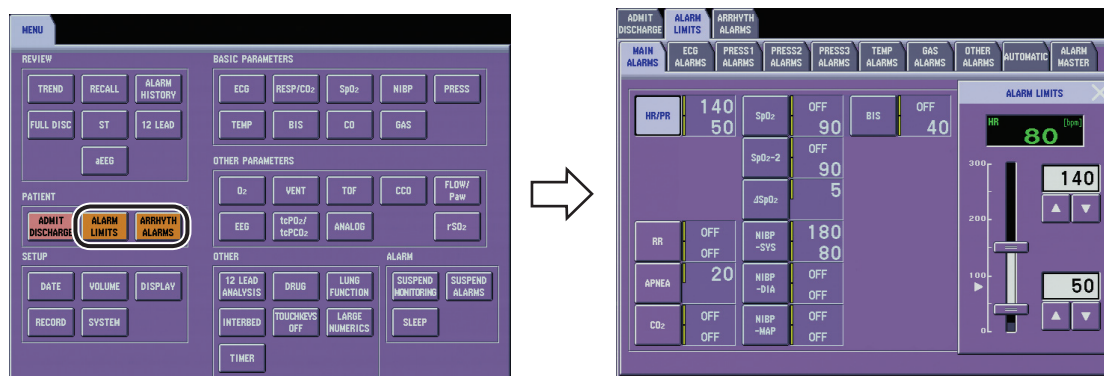 MENU
REVIEW
TREND
RECALL
ALARM
HISTORY
FULL DISC
ST
12 LEAD
aEEG
PATIENT
ADMIT
DISCHARGE
ALARM
LIMITS
ARRHYTH
ALARMS
SETUP
DATE
VOLUME
DISPLAY
RECORD
SYSTEM
BASIC PARAMETERS
ECG
RESP/CO2
SpO2
NIBP
PRESS
TEMP
BIS
CO
GAS
OTHER PARAMETERS
O2
VENT
TOF
CCO
FLOW/
Paw
EEG
tcPO2/
tcPCO2
ANALOG
rSO2
OTHER
12 LEAD
ANALYSIS
DRUG
LUNG
FUNCTION
INTERBED
TOUCHKEYS
OFF
LARGE
NUMERICS
TIMER
ALARM
SUSPEND
MONITORING
SUSPEND
ALARMS
SLEEP
ADMIT
DISCHARGE
ALARM
LIMITS
ARRHYTH
ALARMS
MAIN
ALARMS
ECG
ALARMS
PRESS1
ALARMS
PRESS2
ALARMS
PRESS3
ALARMS
TEMP
ALARMS
GAS
ALARMS
OTHER
ALARMS
AUTOMATIC
ALARM
MASTER
HR/PR
140
50
RR
OFF
OFF
APNEA
20
CO2
OFF
OFF
SpO2
OFF
90
SpO2-2
OFF
90
ΔSpO2
5
NIBP
-SYS
180
80
NIBP
-DIA
OFF
OFF
NIBP
-MAP
OFF
OFF
BIS
OFF
40
ALARM LIMITS
HR [bpm]
80
300
200
100
0
140
50